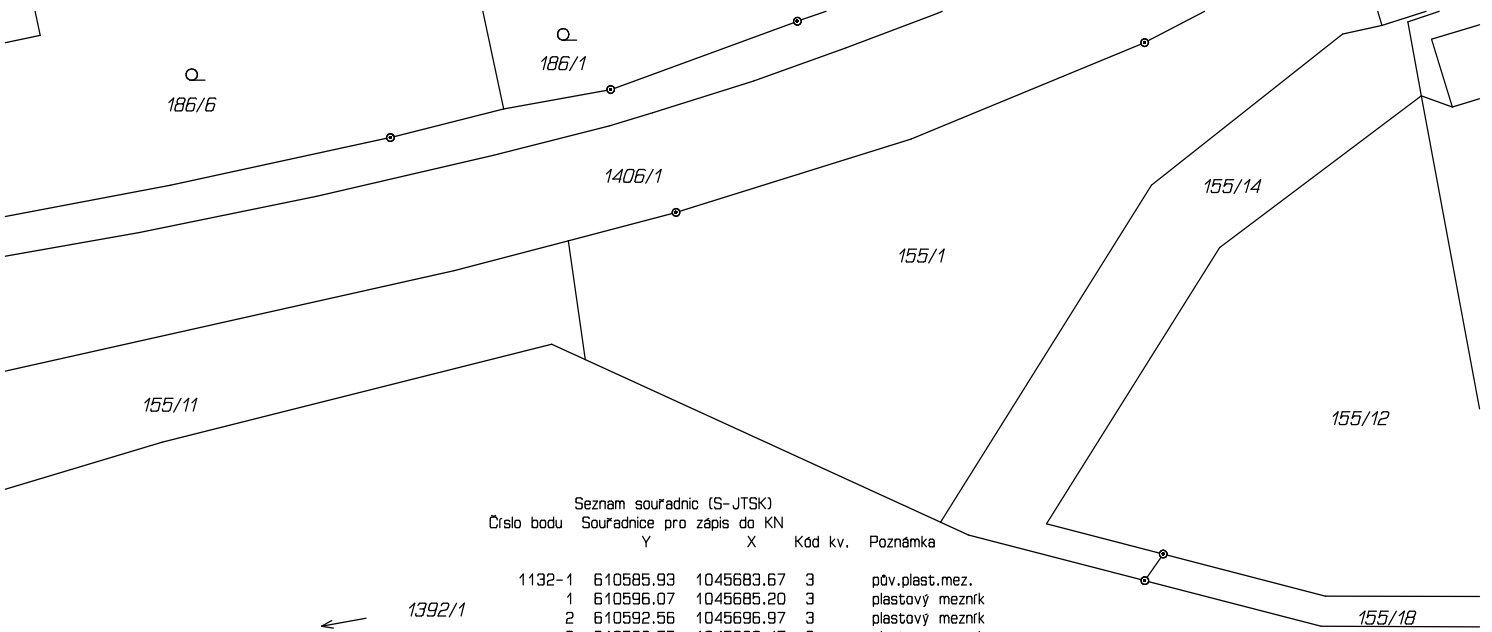 186/1
186/6
1406/1
155/14
155/1
155/11
155/12
Seznam souřadnic (S-JTSK)
Číslo bodu Souřadnice pro zápis do KN
Y X Kód kv. Poznámka
1132-1 610585.93 1045683.67 3 pův.plast.mez.
1 610596.07 1045685.20 3 plastový mezník
2 610592.56 1045696.97 3 plastový mezník
1392/1
155/18